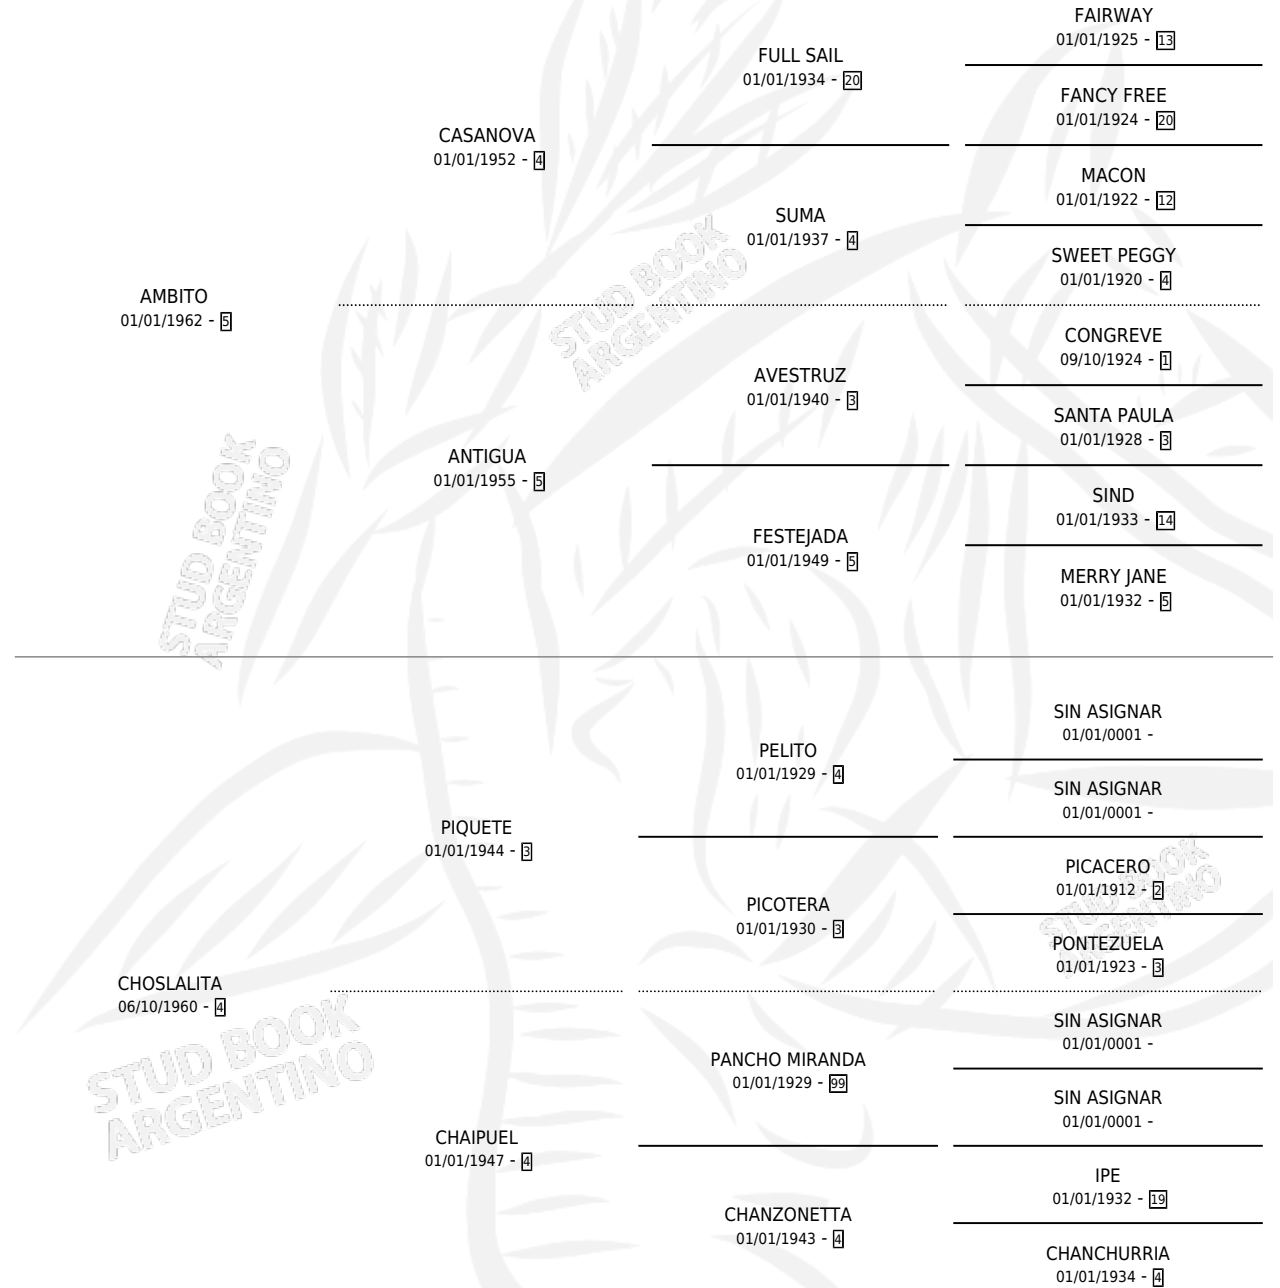 FAIRWAY
01/01/1925 - 13
FULL SAIL
01/01/1934 - 20
FANCY FREE
01/01/1924 - 20
CASANOVA
01/01/1952 - 4
MACON
01/01/1922 - 12
SUMA
01/01/1937 - 4
SWEET PEGGY
01/01/1920 - 4
AMBITO
01/01/1962 - 5
CONGREVE
09/10/1924 - 1
AVESTRUZ
01/01/1940 - 3
SANTA PAULA
01/01/1928 - 3
ANTIGUA
01/01/1955 - 5
SIND
01/01/1933 - 14
FESTEJADA
01/01/1949 - 5
MERRY JANE
01/01/1932 - 5
SIN ASIGNAR
01/01/0001 -
PELITO
01/01/1929 - 4
SIN ASIGNAR
01/01/0001 -
PIQUETE
01/01/1944 - 3
PICACERO
01/01/1912 - 2
PICOTERA
01/01/1930 - 3
PONTEZUELA
01/01/1923 - 3
CHOSLALITA
06/10/1960 - 4
SIN ASIGNAR
01/01/0001 -
PANCHO MIRANDA
01/01/1929 - 99
SIN ASIGNAR
01/01/0001 -
CHAIPUEL
01/01/1947 - 4
IPE
01/01/1932 - 19
CHANZONETTA
01/01/1943 - 4
CHANCHURRIA
01/01/1934 - 4
STUD BOOK
ARGENTINO
STUD BOOK
ARGENTINO
STUD BOOK
ARGENTINO
STUD BOOK
ARGENTINO